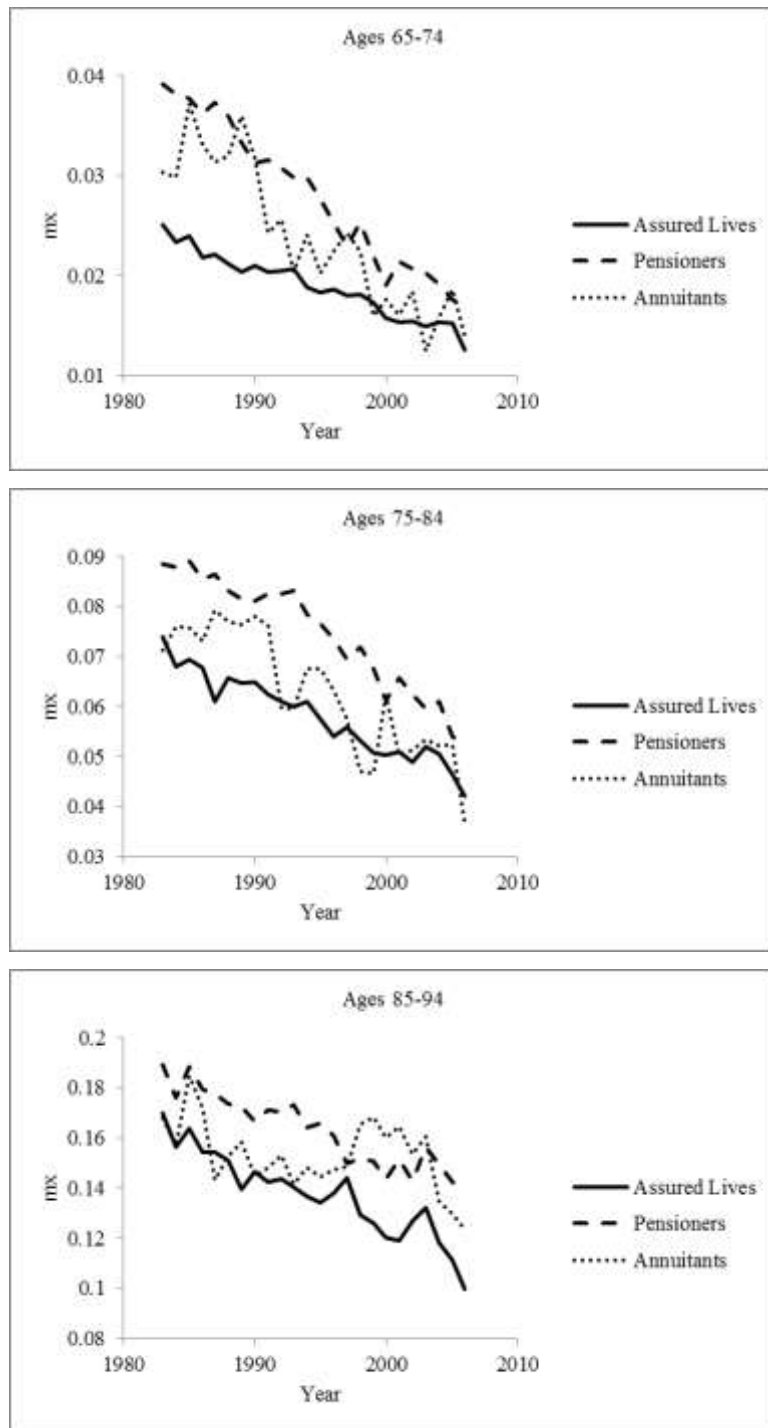 Ages 65-74
0.04
0.03
0.02
0.01
mx
1980 1990 2000 2010
Year
Assured Lives
Pensioners
Annuitants
Ages 75-84
0.09
0.08
0.07
0.06
0.05
0.04
0.03
mx
1980 1990 2000 2010
Year
Assured Lives
Pensioners
Annuitants
Ages 85-94
0.2
0.18
0.16
0.14
0.12
0.1
0.08
mx
1980 1990 2000 2010
Year
Assured Lives
Pensioners
Annuitants